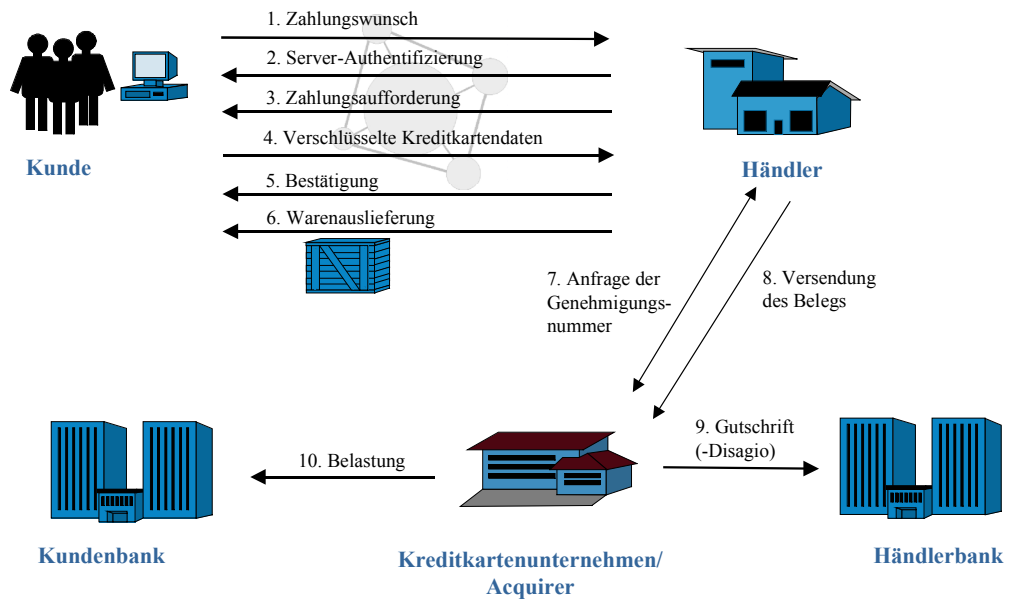 1. Zahlungswunsch
2. Server-Authentifizierung
3. Zahlungsaufforderung
4. Verschlüsselte Kreditkartendaten
Kunde
Händler
5. Bestätigung
6. Warenauslieferung
7. Anfrage der
Genehmigungs-
nummer
8. Versendung
des Belegs
9. Gutschrift
(-Disagio)
10. Belastung
Kundenbank
Kreditkartenunternehmen/
Acquirer
Händlerbank